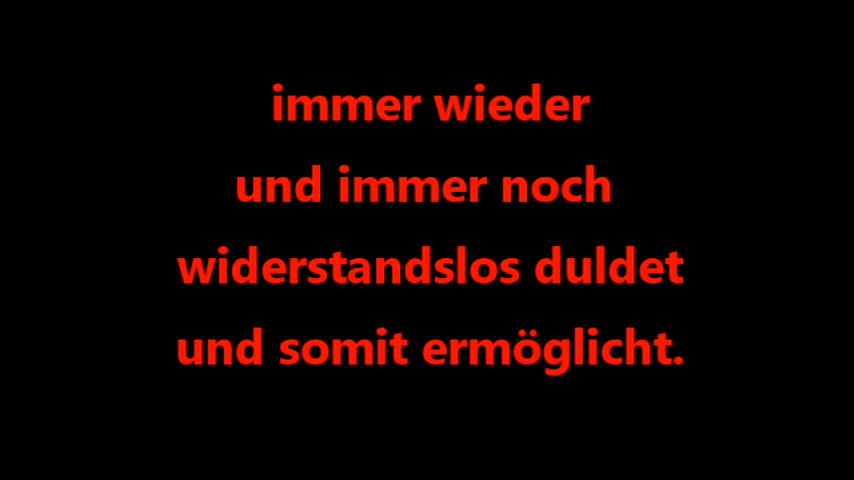 immer wieder
und immer noch
widerstandslos duldet
und somit ermöglicht.